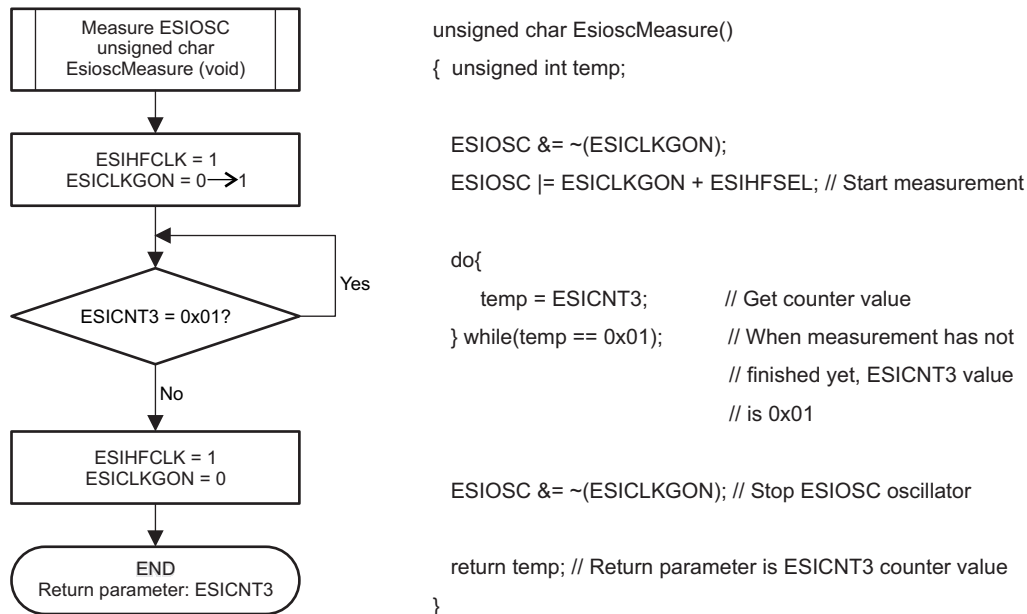 Measure ESIOSC
unsigned char
EsioscMeasure (void)
ESIHFCLK = 1
ESICLKGON = 0→1
Yes
ESICNT3 = 0x01?
No
ESIHFCLK = 1
ESICLKGON = 0
END
Return parameter: ESICNT3
unsigned char EsioscMeasure()
{ unsigned int temp;
ESIOSC &= ~(ESICLKGON);
ESIOSC |= ESICLKGON + ESIHFSEL; // Start measurement
do{
temp = ESICNT3; // Get counter value
} while(temp == 0x01); // When measurement has not
// finished yet, ESICNT3 value
// is 0x01
ESIOSC &= ~(ESICLKGON); // Stop ESIOSC oscillator
return temp; // Return parameter is ESICNT3 counter value
}